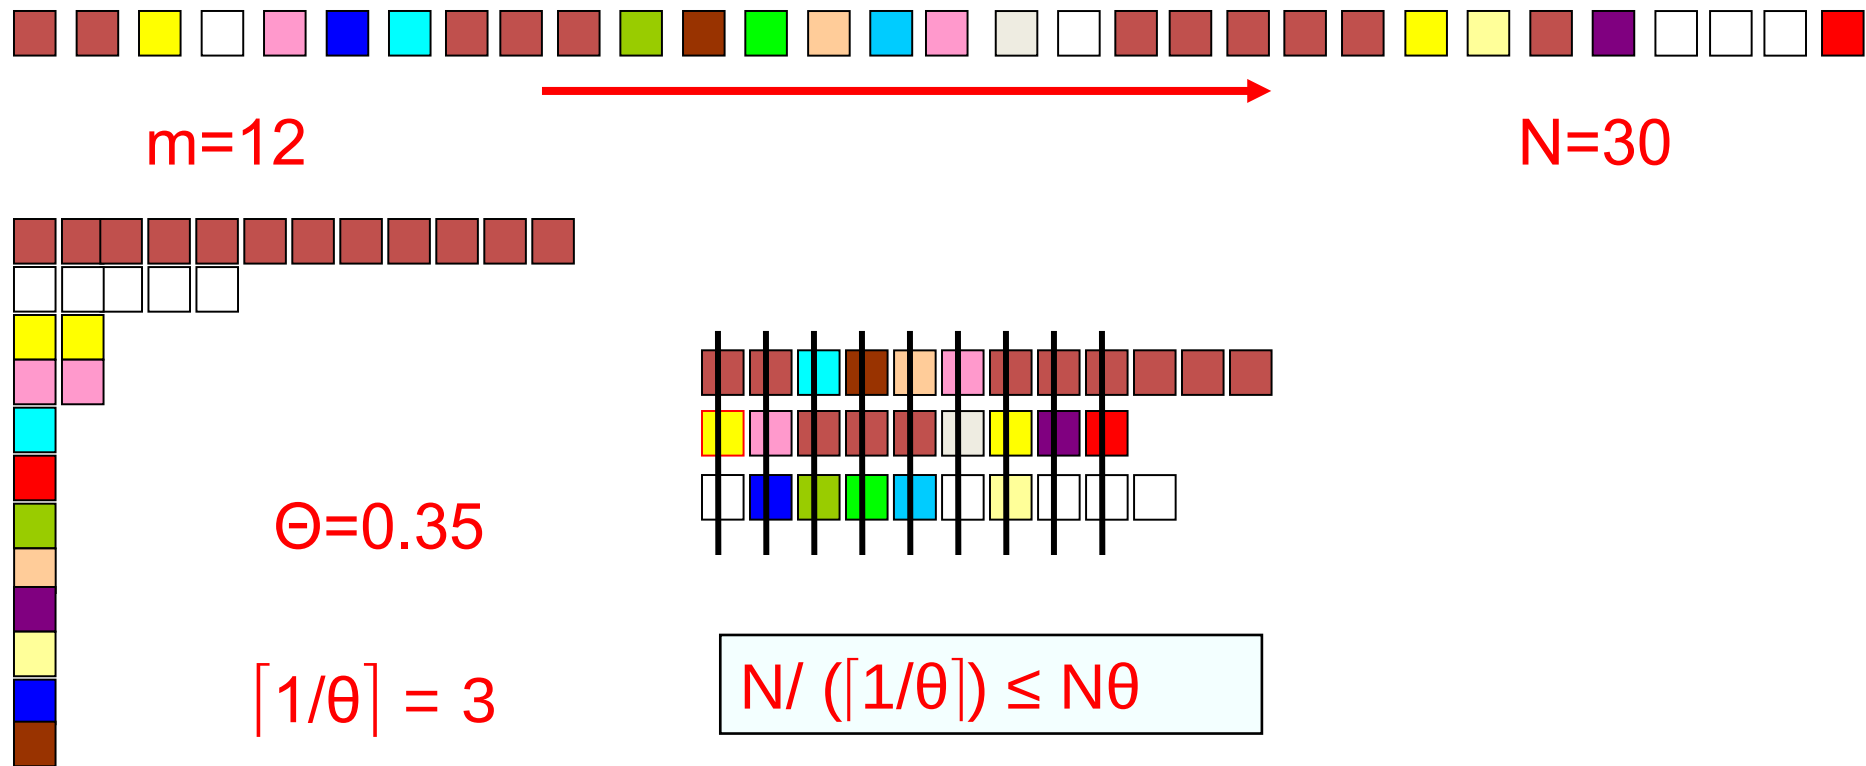 m=12
N=30
Θ=0.35
⌈1/θ⌉ = 3
N/ (⌈1/θ⌉) ≤ Nθ